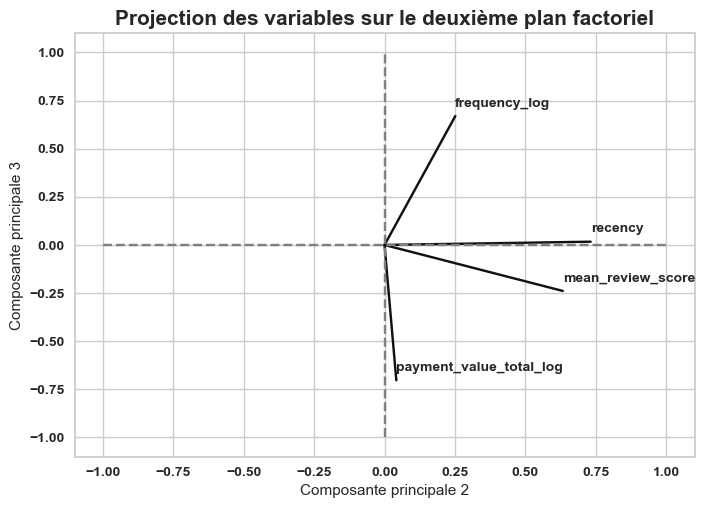 Projection des variables sur le deuxième plan factoriel
Composante principale 3
1.00
0.75
0.50
0.25
0.00
−0.25
−0.50
−0.75
−1.00
frequency_log
recency
mean_review_score
payment_value_total_log
−1.00 −0.75 −0.50 −0.25 0.00 0.25 0.50 0.75 1.00
Composante principale 2